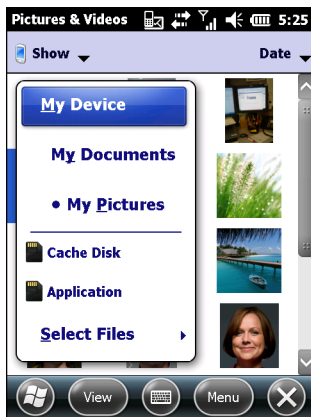 Pictures & Videos 5:25
Show Date
My Device
My Documents
My Pictures
Cache Disk
Application
Select Files
View Menu